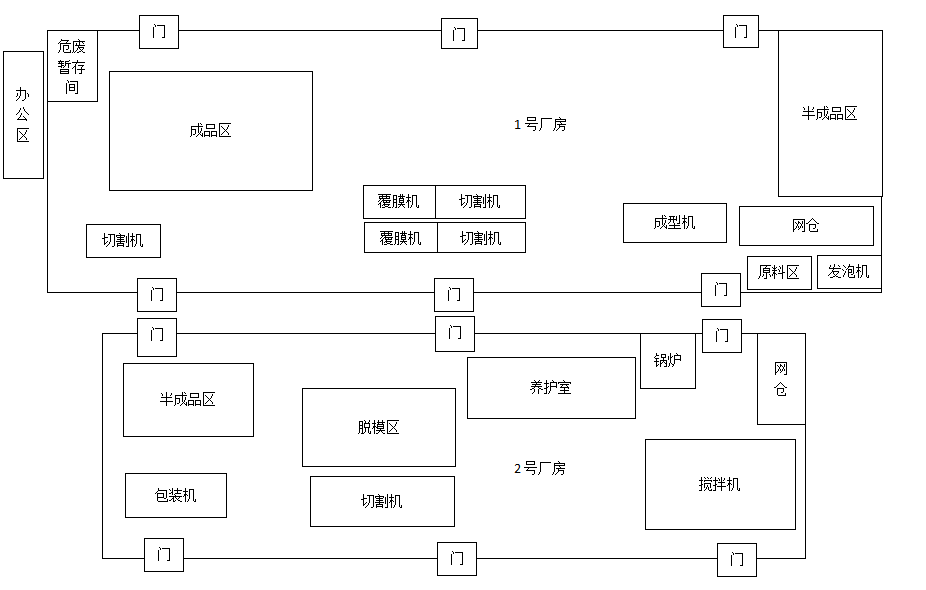 门
门
门
危废
暂存
间
办
公
区
成品区
1号厂房
半成品区
覆膜机
切割机
覆膜机
切割机
切割机
成型机
网仓
原料区
发泡机
门
门
门
门
门
门
半成品区
脱模区
养护室
锅炉
网
仓
2号厂房
搅拌机
包装机
切割机
门
门
门